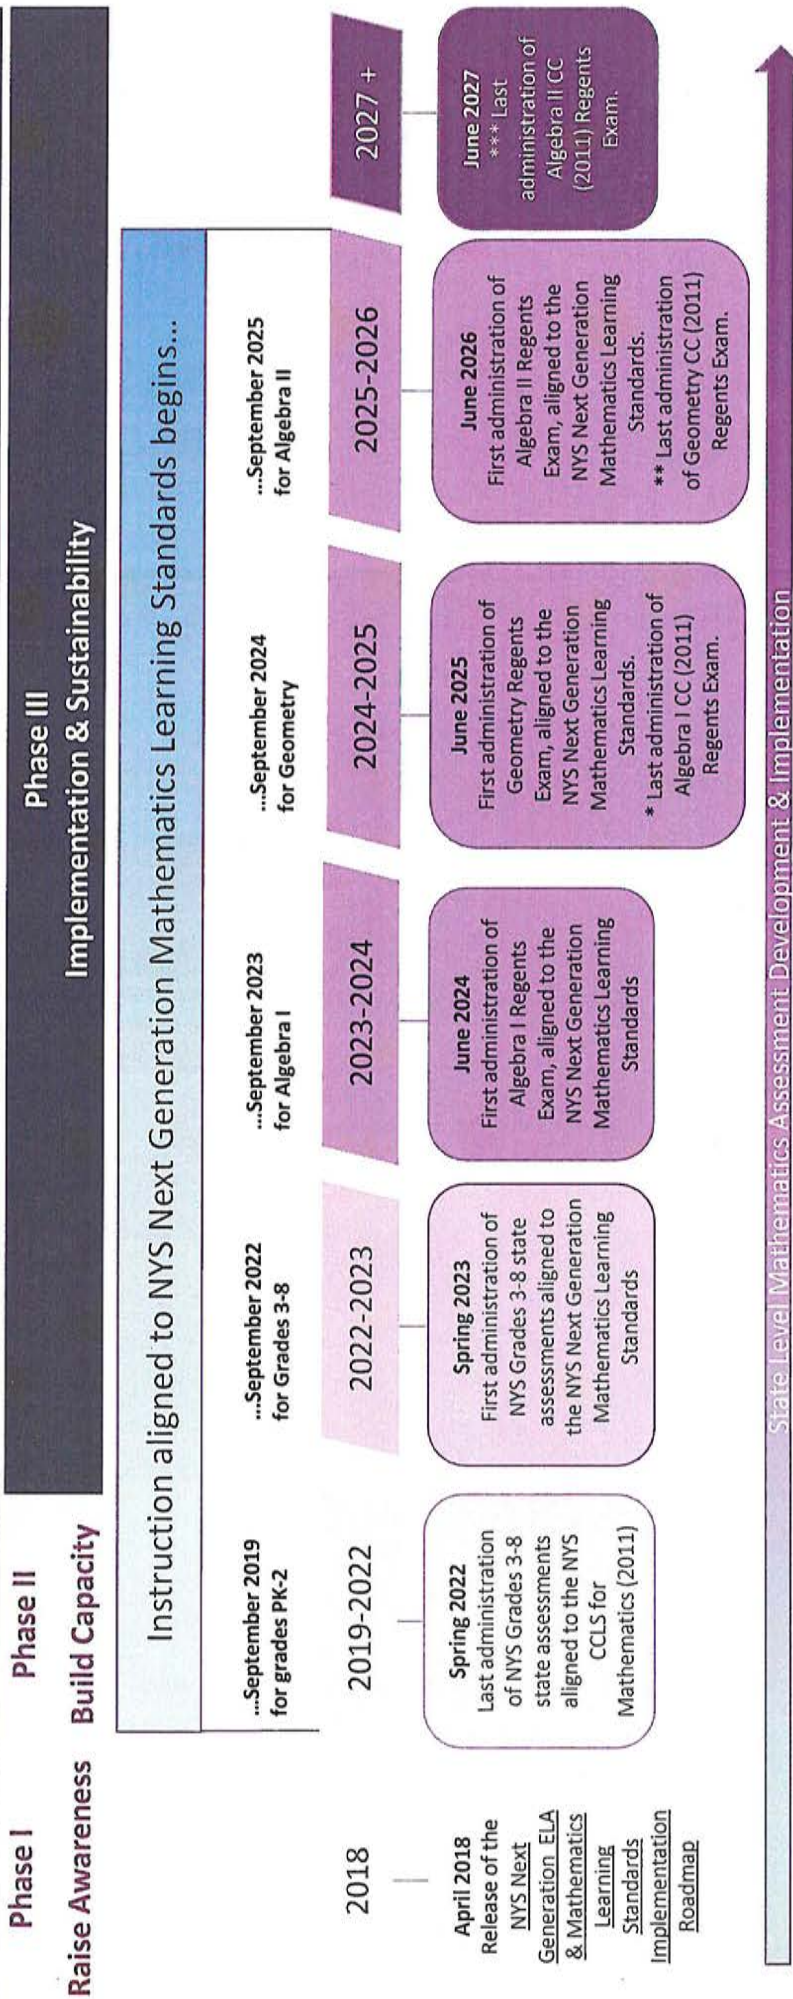 Phase I
Raise Awareness
Phase II
Build Capacity
Phase III
Implementation & Sustainability
Instruction aligned to NYS Next Generation Mathematics Learning Standards begins...
...September 2019
for grades PK-2
...September 2022
for Grades 3-8
...September 2023
for Algebra I
...September 2024
for Geometry
...September 2025
for Algebra II
2018
2019-2022
2022-2023
2023-2024
2024-2025
2025-2026
2027 +
April 2018
Release of the
NYS Next
Generation ELA
& Mathematics
Learning
Standards
Implementation
Roadmap
Spring 2022
Last administration
of NYS Grades 3-8
state assessments
aligned to the NYS
CCLS for
Mathematics (2011)
Spring 2023
First administration of
NYS Grades 3-8 state
assessments aligned to
the NYS Next Generation
Mathematics Learning
Standards
June 2024
First administration of
Algebra I Regents
Exam, aligned to the
NYS Next Generation
Mathematics Learning
Standards
June 2025
First administration of
Geometry Regents
Exam, aligned to the
NYS Next Generation
Mathematics Learning
Standards.
* Last administration of
Algebra I CC (2011)
Regents Exam.
June 2026
First administration of
Algebra II Regents
Exam, aligned to the
NYS Next Generation
Mathematics Learning
Standards.
** Last administration
of Geometry CC (2011)
Regents Exam.
June 2027
*** Last
administration of
Algebra II CC
(2011) Regents
Exam.
State Level Mathematics Assessment Development & Implementation